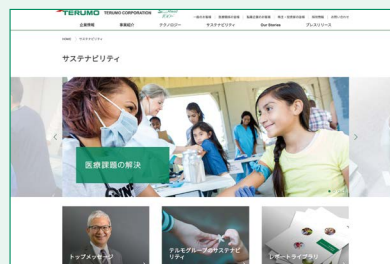 TERUMO TERUMO CORPORATION
企業情報 事業紹介 テクノロジー サステナビリティ Our Stories プレスリリース
HOME サステナビリティ
サステナビリティ
医療課題の解決
トップメッセージ
テルモグループのサステナビリティ
レポートライブラリ